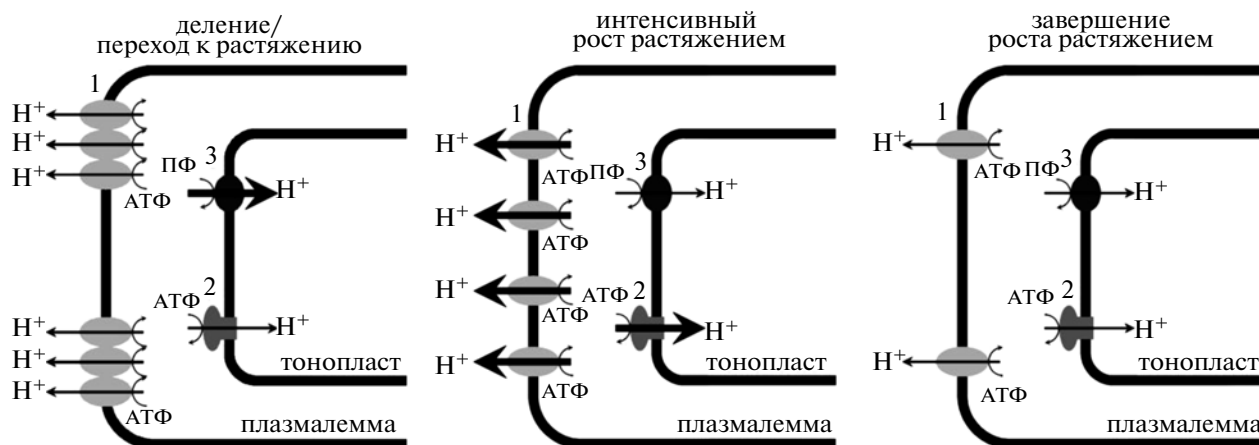 деление/
переход к растяжению
1
H⁺
H⁺
H⁺
АТФ
ПФ 3
H⁺
АТФ 2
H⁺
H⁺
H⁺
H⁺
АТФ
тонопласт
плазмалемма
интенсивный
рост растяжением
1
H⁺
АТФ
ПФ 3
H⁺
H⁺
АТФ
H⁺
АТФ
АТФ 2
H⁺
H⁺
АТФ
тонопласт
плазмалемма
завершение
роста растяжением
1
H⁺
АТФ
ПФ 3
H⁺
АТФ 2
H⁺
H⁺
АТФ
тонопласт
плазмалемма